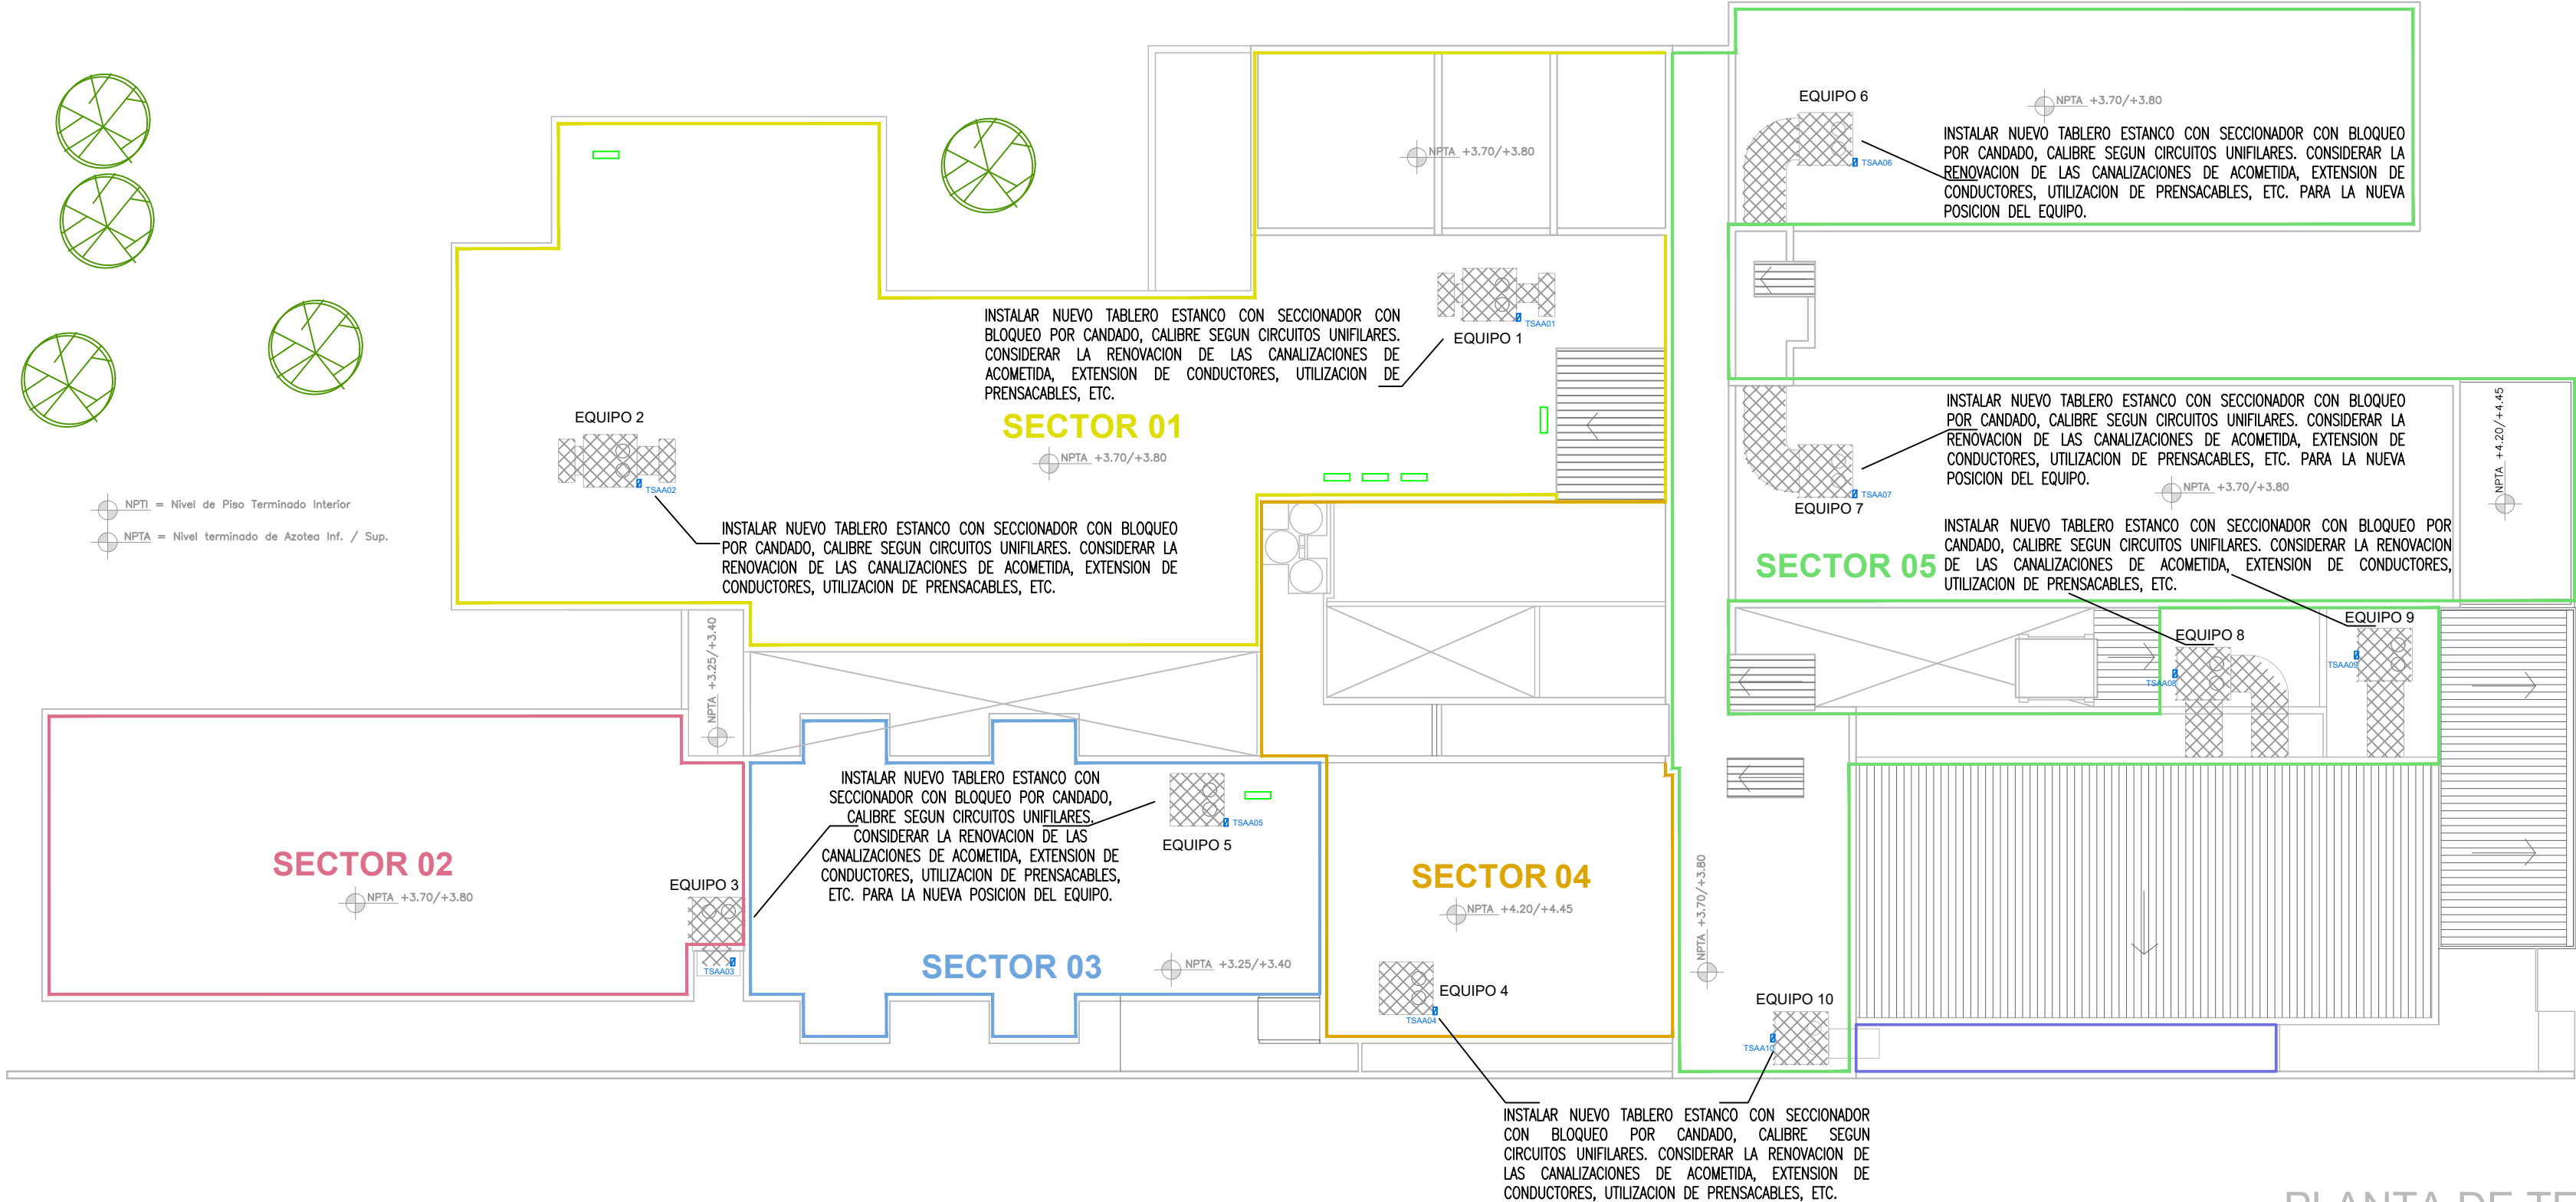 EQUIPO 6
NPTA +3.70/+3.80
INSTALAR NUEVO TABLERO ESTANCO CON SECCIONADOR CON BLOQUEO
POR CANDADO, CALIBRE SEGUN CIRCUITOS UNIFILARES. CONSIDERAR LA
RENOVACION DE LAS CANALIZACIONES DE ACOMETIDA, EXTENSION DE
CONDUCTORES, UTILIZACION DE PRENSACABLES, ETC. PARA LA NUEVA
POSICION DEL EQUIPO.
TSAA06
NPTA +3.70/+3.80
INSTALAR NUEVO TABLERO ESTANCO CON SECCIONADOR CON
BLOQUEO POR CANDADO, CALIBRE SEGUN CIRCUITOS UNIFILARES.
CONSIDERAR LA RENOVACION DE LAS CANALIZACIONES DE
ACOMETIDA, EXTENSION DE CONDUCTORES, UTILIZACION DE
PRENSACABLES, ETC.
TSAA01
EQUIPO 1
SECTOR 01
NPTA +3.70/+3.80
EQUIPO 2
TSAA02
INSTALAR NUEVO TABLERO ESTANCO CON SECCIONADOR CON BLOQUEO
POR CANDADO, CALIBRE SEGUN CIRCUITOS UNIFILARES. CONSIDERAR LA
RENOVACION DE LAS CANALIZACIONES DE ACOMETIDA, EXTENSION DE
CONDUCTORES, UTILIZACION DE PRENSACABLES, ETC.
NPTI = Nivel de Piso Terminado Interior
NPTA = Nivel terminado de Azotea Inf. / Sup.
INSTALAR NUEVO TABLERO ESTANCO CON SECCIONADOR CON BLOQUEO
POR CANDADO, CALIBRE SEGUN CIRCUITOS UNIFILARES. CONSIDERAR LA
RENOVACION DE LAS CANALIZACIONES DE ACOMETIDA, EXTENSION DE
CONDUCTORES, UTILIZACION DE PRENSACABLES, ETC. PARA LA NUEVA
POSICION DEL EQUIPO.
NPTA +3.70/+3.80
NPTA +4.20/+4.45
TSAA07
EQUIPO 7
SECTOR 05
INSTALAR NUEVO TABLERO ESTANCO CON SECCIONADOR CON BLOQUEO POR
CANDADO, CALIBRE SEGUN CIRCUITOS UNIFILARES. CONSIDERAR LA RENOVACION
DE LAS CANALIZACIONES DE ACOMETIDA, EXTENSION DE CONDUCTORES,
UTILIZACION DE PRENSACABLES, ETC.
EQUIPO 9
EQUIPO 8
TSAA09
TSAA08
NPTA +3.25/+3.40
INSTALAR NUEVO TABLERO ESTANCO CON
SECCIONADOR CON BLOQUEO POR CANDADO,
CALIBRE SEGUN CIRCUITOS UNIFILARES.
CONSIDERAR LA RENOVACION DE LAS
CANALIZACIONES DE ACOMETIDA, EXTENSION DE
CONDUCTORES, UTILIZACION DE PRENSACABLES,
ETC. PARA LA NUEVA POSICION DEL EQUIPO.
TSAA05
EQUIPO 5
SECTOR 02
NPTA +3.70/+3.80
EQUIPO 3
TSAA03
SECTOR 03
NPTA +3.25/+3.40
SECTOR 04
NPTA +4.20/+4.45
EQUIPO 4
TSAA04
NPTA +3.70/+3.80
EQUIPO 10
TSAA10
INSTALAR NUEVO TABLERO ESTANCO CON SECCIONADOR
CON BLOQUEO POR CANDADO, CALIBRE SEGUN
CIRCUITOS UNIFILARES. CONSIDERAR LA RENOVACION DE
LAS CANALIZACIONES DE ACOMETIDA, EXTENSION DE
CONDUCTORES, UTILIZACION DE PRENSACABLES, ETC.
PLANTA DE TE